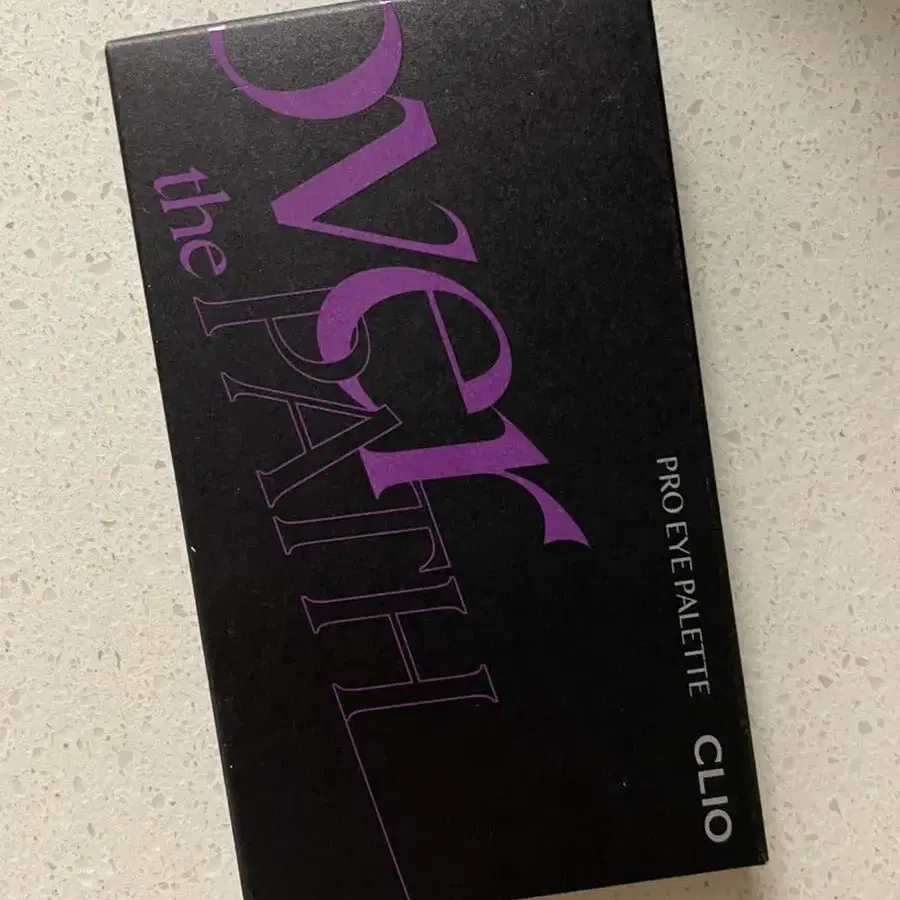 over
the PATH
PRO EYE PALETTE
CLIO